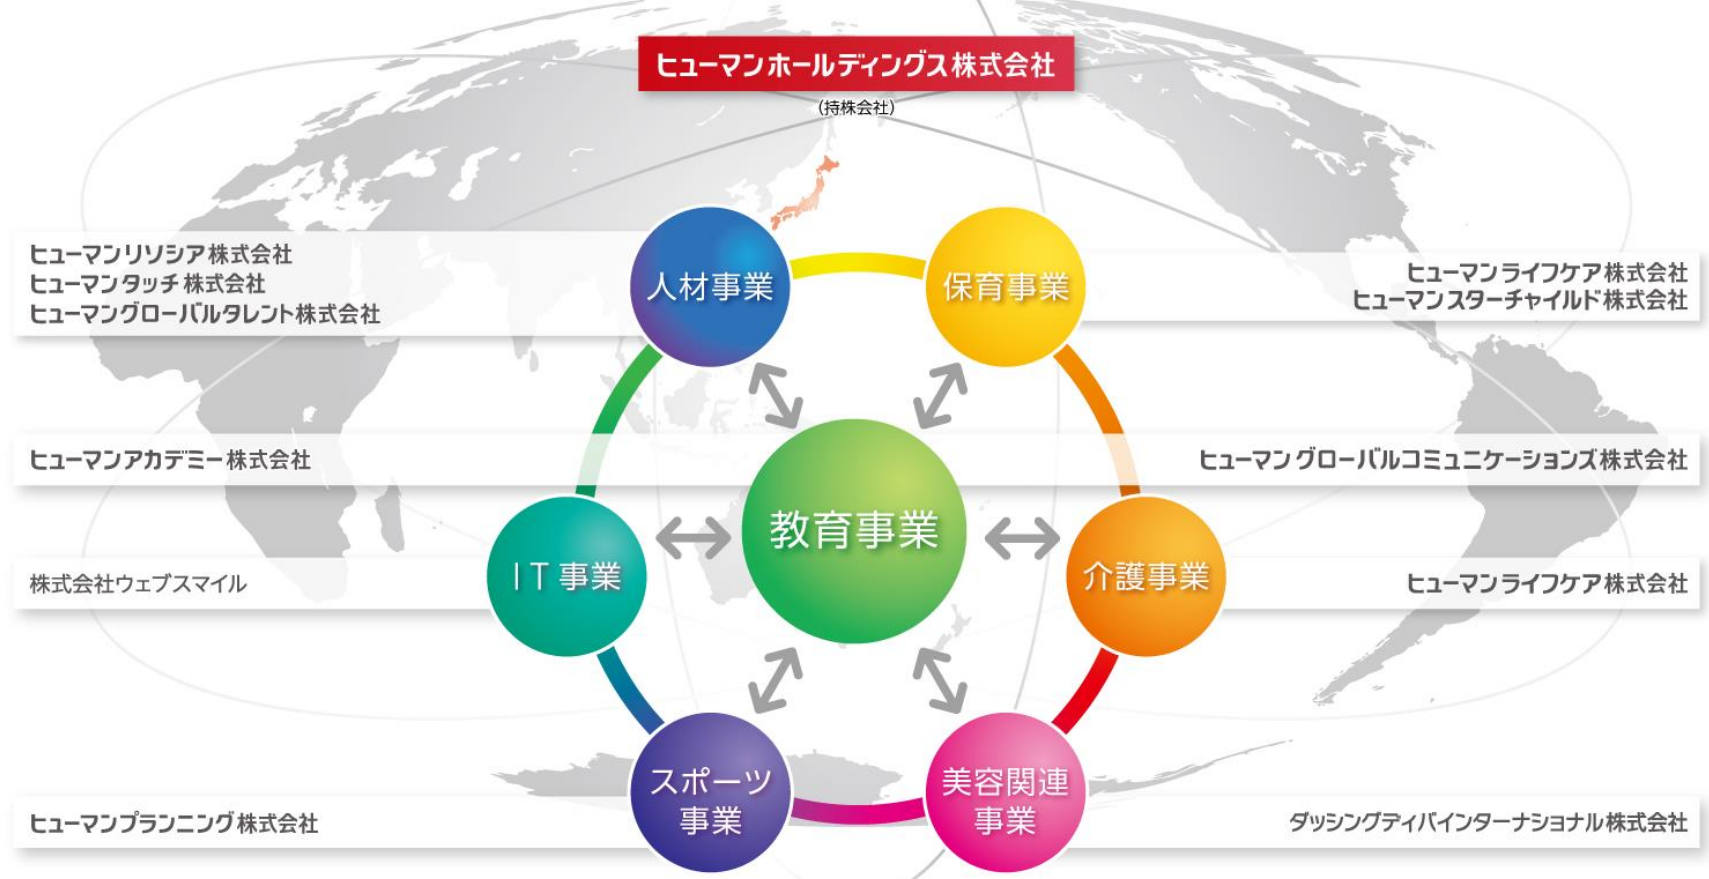 ヒューマンホールディングス株式会社
(持株会社)
人材事業
保育事業
ヒューマンリソシア株式会社
ヒューマンタッチ株式会社
ヒューマングローバルタレント株式会社
ヒューマンライフケア株式会社
ヒューマンスターチャイルド株式会社
ヒューマンアカデミー株式会社
ヒューマングローバルコミュニケーションズ株式会社
教育事業
IT事業
介護事業
株式会社ウェブスマイル
ヒューマンライフケア株式会社
スポーツ
事業
美容関連
事業
ヒューマンプランニング株式会社
ダッシングディバインターナショナル株式会社